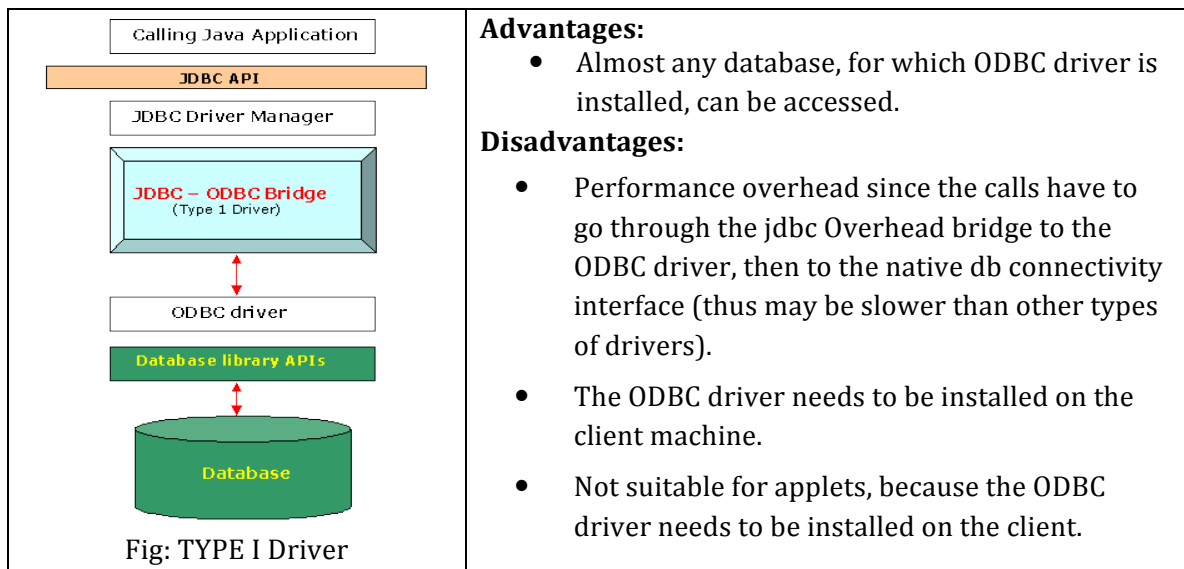 Calling Java Application
JDBC API
JDBC Driver Manager
JDBC – ODBC Bridge
(Type 1 Driver)
ODBC driver
Database library APIs
Database
Fig: TYPE I Driver
Advantages:
• Almost any database, for which ODBC driver is
installed, can be accessed.
Disadvantages:
• Performance overhead since the calls have to
go through the jdbc Overhead bridge to the
ODBC driver, then to the native db connectivity
interface (thus may be slower than other types
of drivers).
• The ODBC driver needs to be installed on the
client machine.
• Not suitable for applets, because the ODBC
driver needs to be installed on the client.